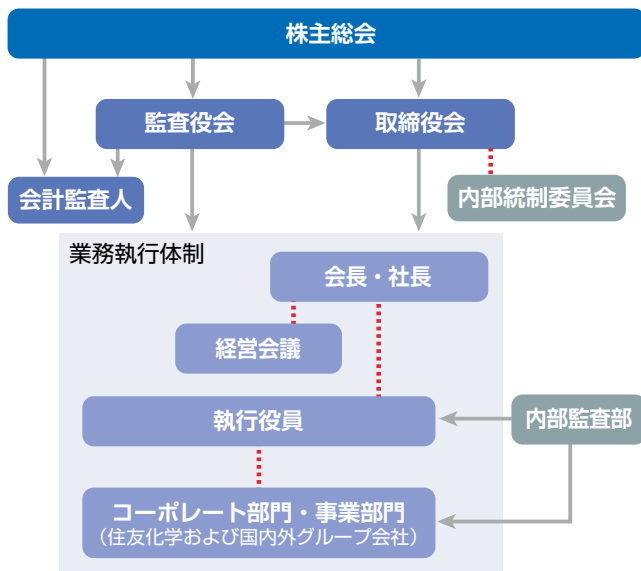 株主総会
監査役会
取締役会
会計監査人
内部統制委員会
業務執行体制
会長・社長
経営会議
執行役員
内部監査部
コーポレート部門・事業部門
（住友化学および国内外グループ会社）